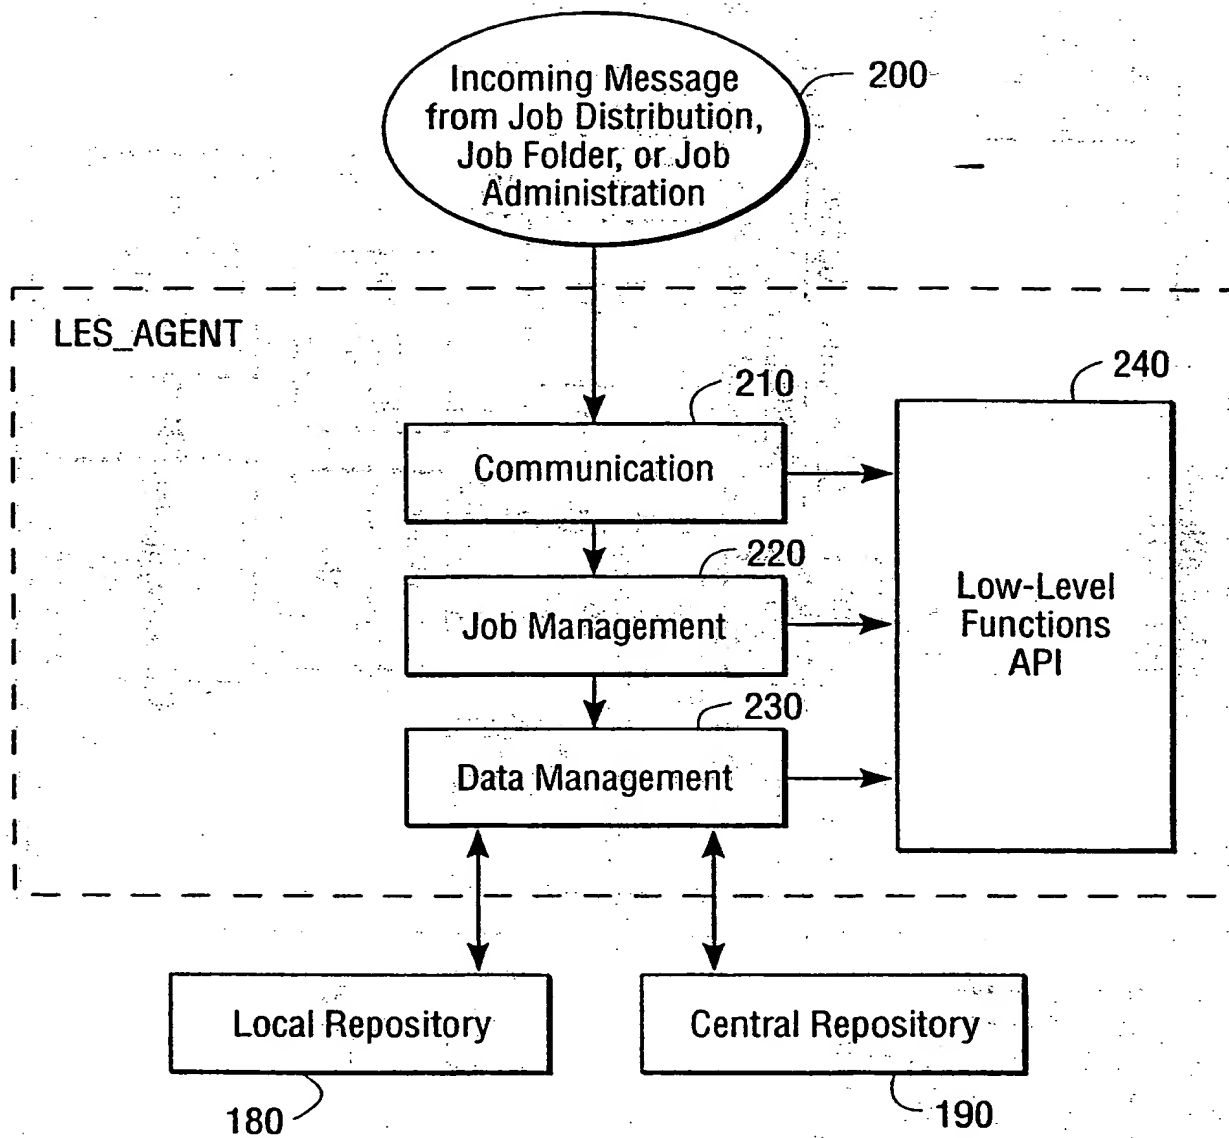 Incoming Message
from Job Distribution,
Job Folder, or Job
Administration
200
LES_AGENT
210
240
Communication
220
Low-Level
Functions
API
Job Management
230
Data Management
Local Repository
Central Repository
180
190